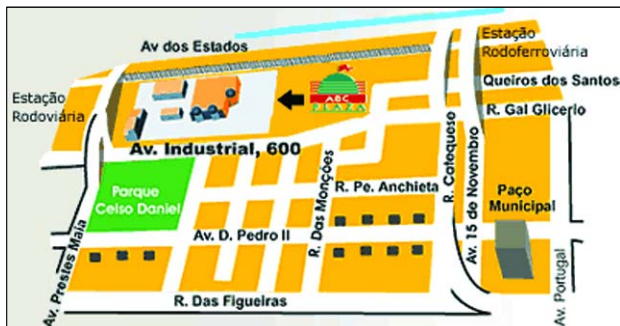 Av dos Estados
Estação
Rodoferroviária
Queiros dos Santos
Estação
Rodoviária
ABC
PLAZA
R. Gal Glicerio
Av. Industrial, 600
R. Catequese
Parque
Celso Daniel
R. Das Monções
R. Pe. Anchieta
Av. 15 de Novembro
Paço
Municipal
Av. Prestes Maia
Av. D. Pedro II
R. Das Figueiras
Av. Portugal